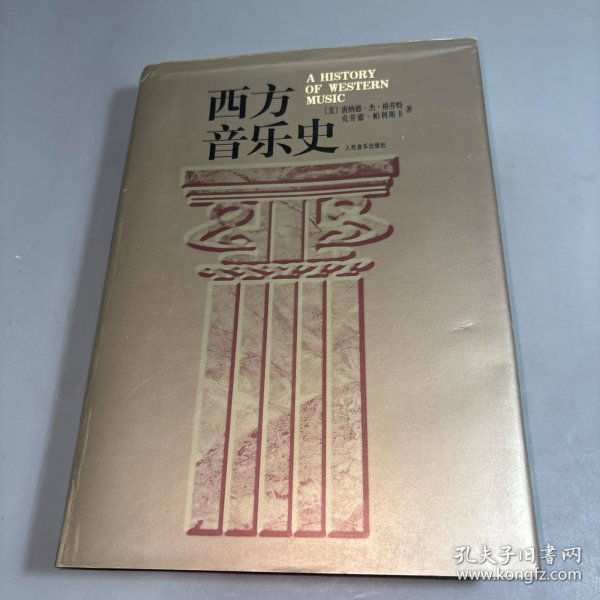 西方
音乐史
A HISTORY
OF WESTERN
MUSIC
〔美〕唐纳德·杰·格劳特
克劳德·帕利斯卡 著
人民音乐出版社
孔夫子旧书网
www.kongfz.com